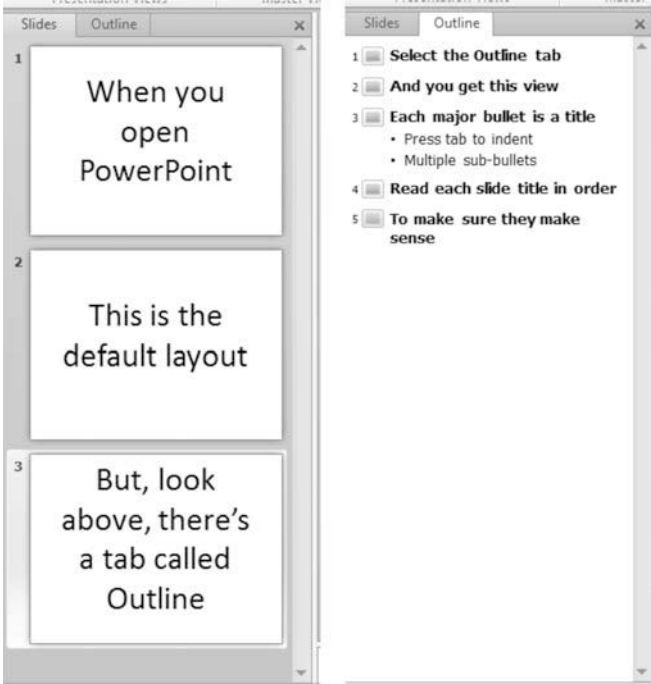 Slides Outline
1
When you
open
PowerPoint
2
This is the
default layout
3
But, look
above, there's
a tab called
Outline
Slides Outline
1 Select the Outline tab
2 And you get this view
3 Each major bullet is a title
• Press tab to indent
• Multiple sub-bullets
4 Read each slide title in order
5 To make sure they make
sense